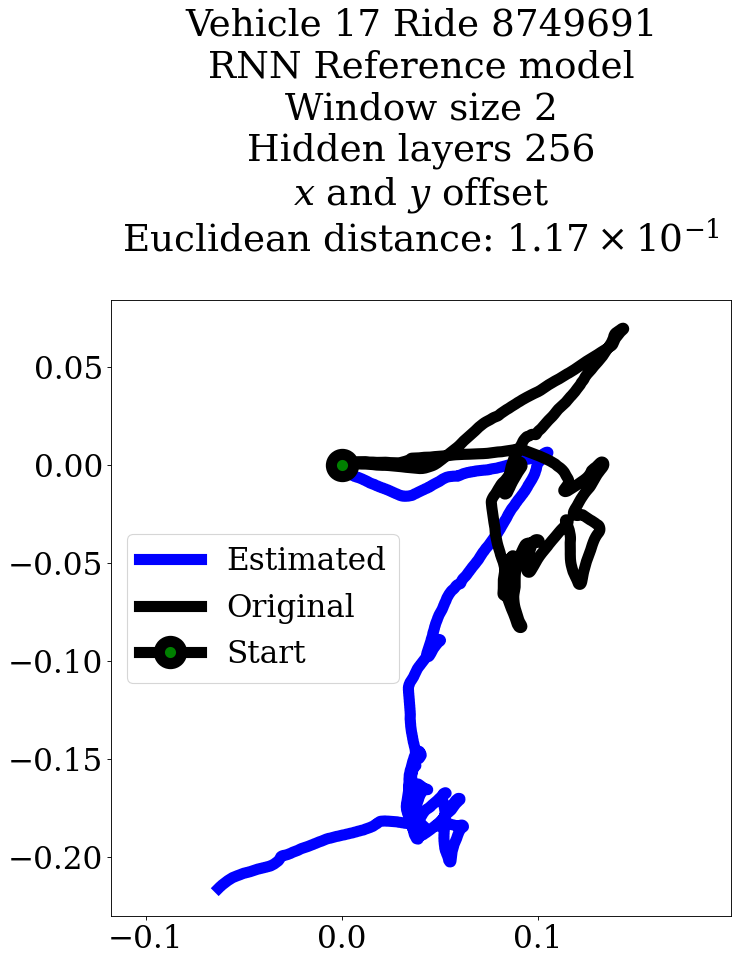 Vehicle 17 Ride 8749691
RNN Reference model
Window size 2
Hidden layers 256
x and y offset
Euclidean distance: 1.17 × 10⁻¹
0.05
0.00
−0.05
−0.10
−0.15
−0.20
Estimated
Original
Start
−0.1
0.0
0.1